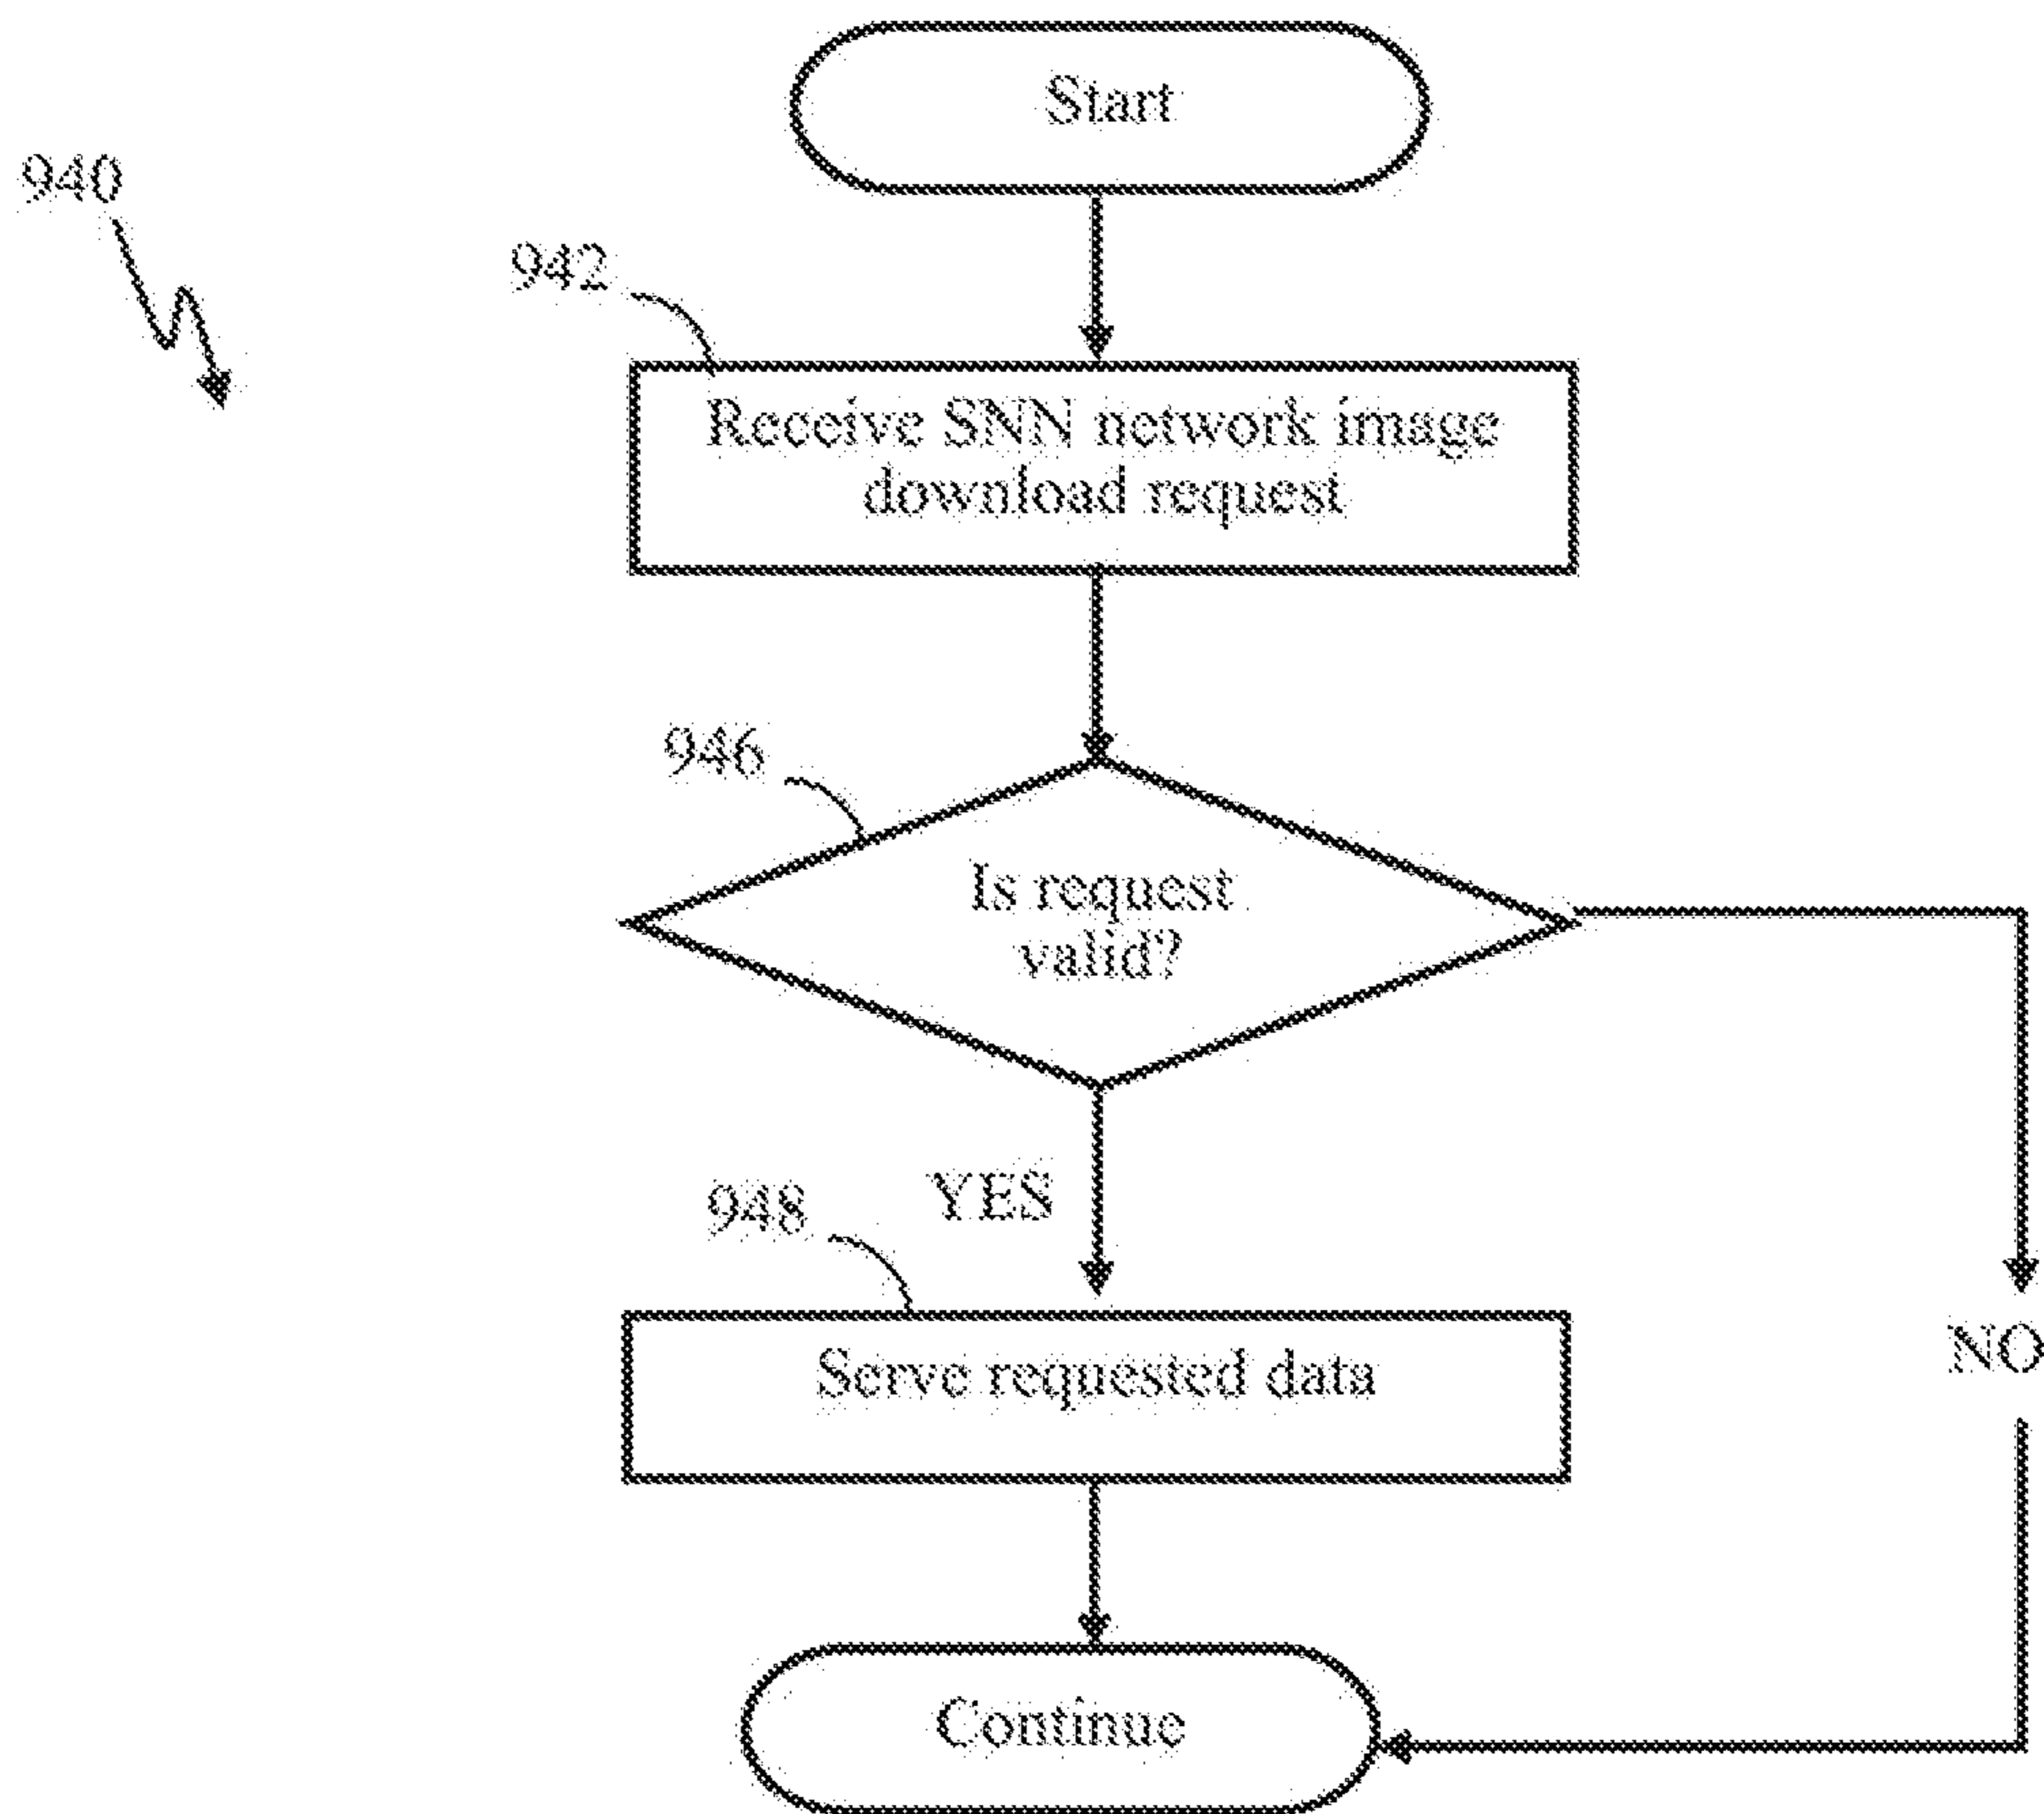 Start
940
942
Receive SNN network image
download request
946
Is request
valid?
YES
948
NO
Serve requested data
Continue